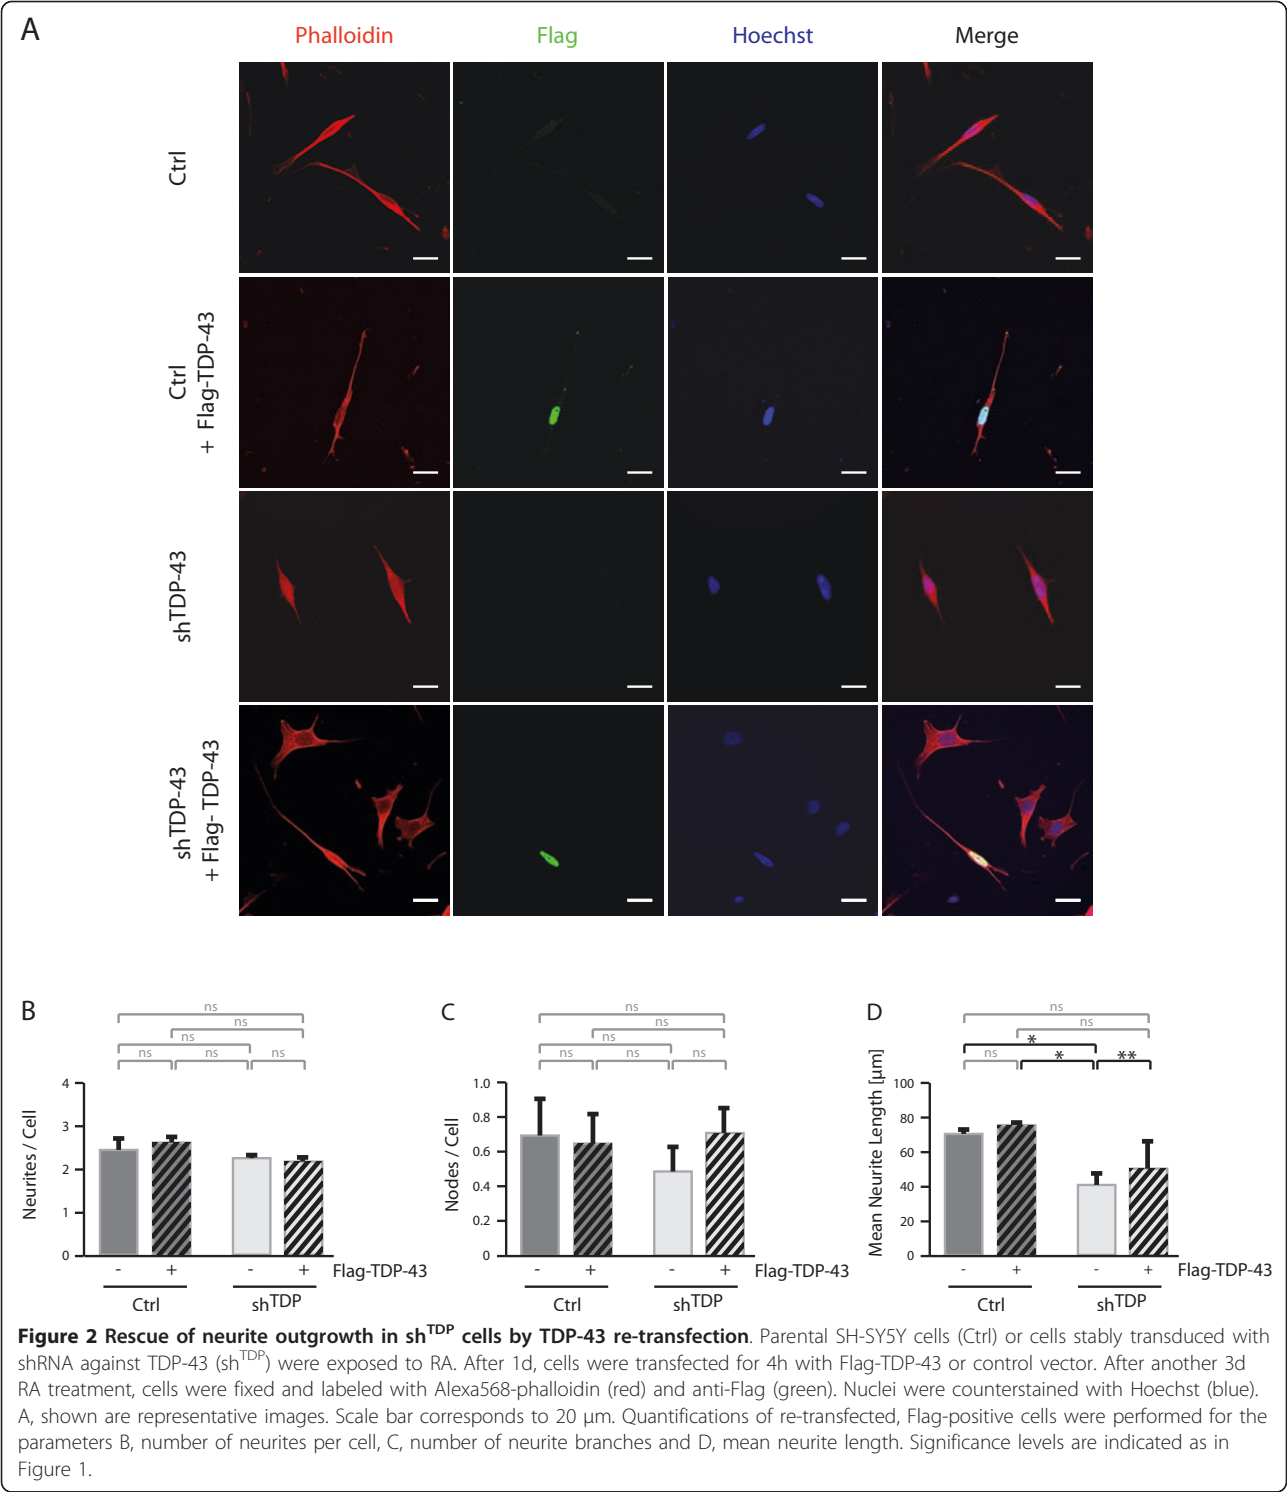 A
Phalloidin Flag Hoechst Merge
Ctrl
Ctrl
+ Flag-TDP-43
shTDP-43
shTDP-43
+ Flag- TDP-43
B
ns
ns
ns
ns ns ns
Neurites / Cell
4
3
2
1
0
- + - + Flag-TDP-43
Ctrl shTDP
C
ns
ns
ns
ns ns ns
Nodes / Cell
1.0
0.8
0.6
0.4
0.2
0
- + - + Flag-TDP-43
Ctrl shTDP
D
ns
ns
*
ns * **
Mean Neurite Length [µm]
100
80
60
40
20
0
- + - + Flag-TDP-43
Ctrl shTDP
Figure 2 Rescue of neurite outgrowth in shTDP cells by TDP-43 re-transfection. Parental SH-SY5Y cells (Ctrl) or cells stably transduced with
shRNA against TDP-43 (shTDP) were exposed to RA. After 1d, cells were transfected for 4h with Flag-TDP-43 or control vector. After another 3d
RA treatment, cells were fixed and labeled with Alexa568-phalloidin (red) and anti-Flag (green). Nuclei were counterstained with Hoechst (blue).
A, shown are representative images. Scale bar corresponds to 20 µm. Quantifications of re-transfected, Flag-positive cells were performed for the
parameters B, number of neurites per cell, C, number of neurite branches and D, mean neurite length. Significance levels are indicated as in
Figure 1.